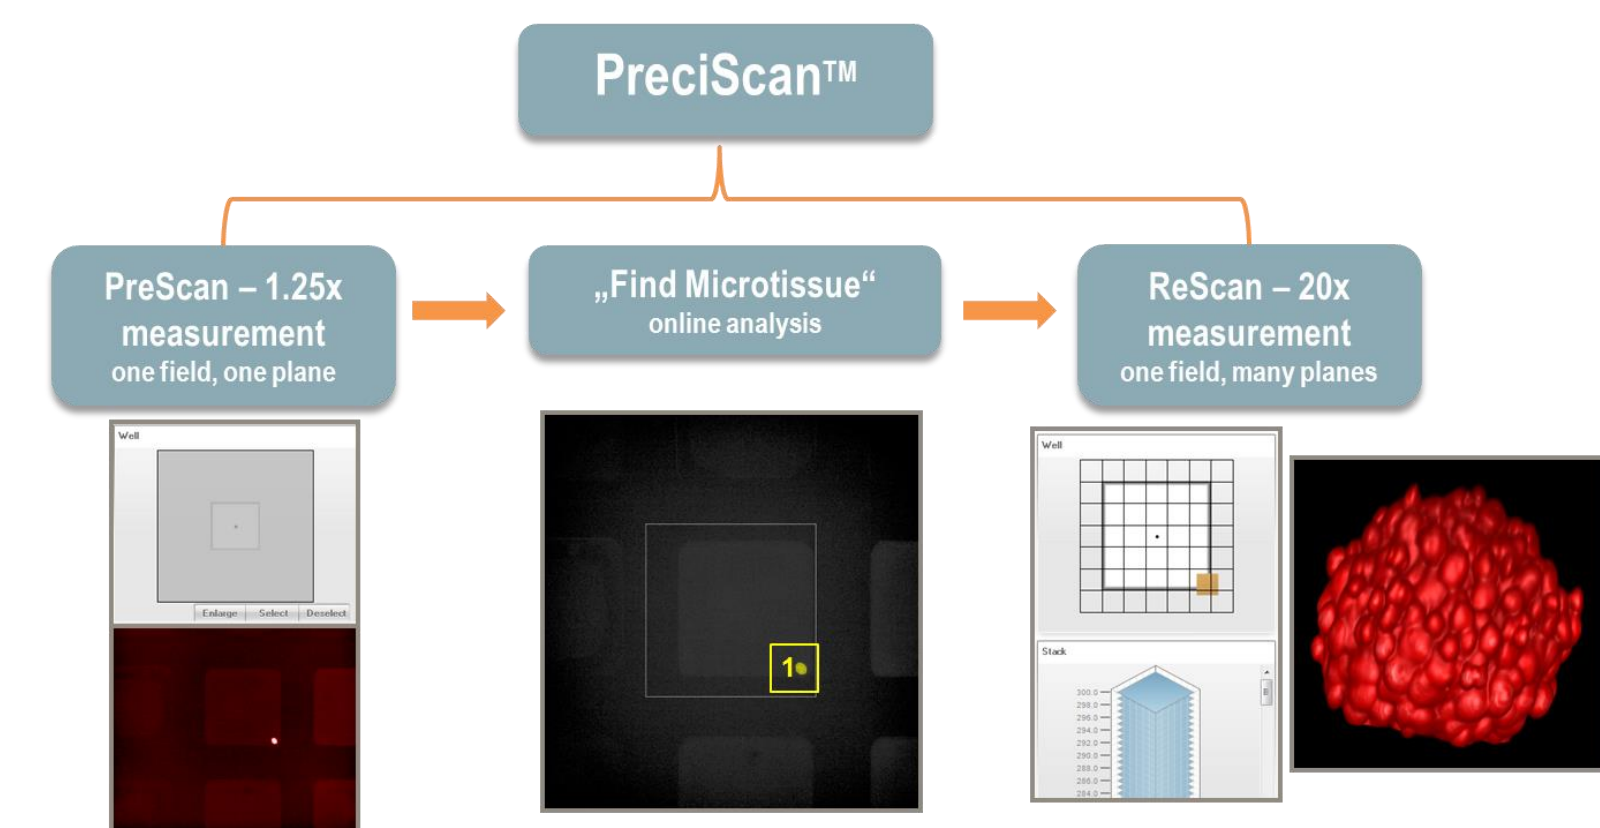 PreciScan™
PreScan – 1.25x
measurement
one field, one plane
„Find Microtissue“
online analysis
ReScan – 20x
measurement
one field, many planes
Well
Enlarge Select Deselect
1
Well
Stack
300.0
298.0
296.0
294.0
292.0
290.0
288.0
286.0
284.0